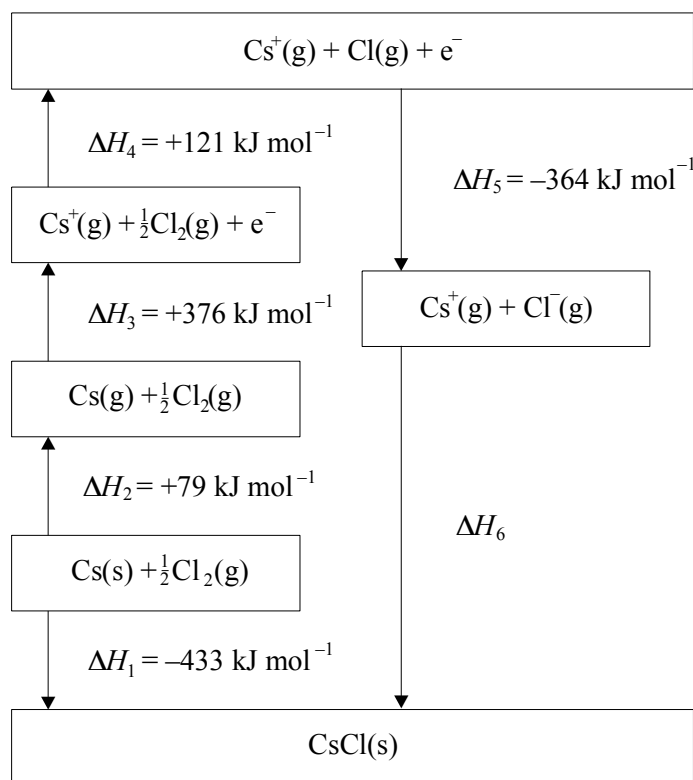 Cs⁺(g) + Cl(g) + e⁻
ΔH₄ = +121 kJ mol⁻¹
ΔH₅ = –364 kJ mol⁻¹
Cs⁺(g) + ½Cl₂(g) + e⁻
ΔH₃ = +376 kJ mol⁻¹
Cs⁺(g) + Cl⁻(g)
Cs(g) + ½Cl₂(g)
ΔH₂ = +79 kJ mol⁻¹
ΔH₆
Cs(s) + ½Cl₂(g)
ΔH₁ = –433 kJ mol⁻¹
CsCl(s)